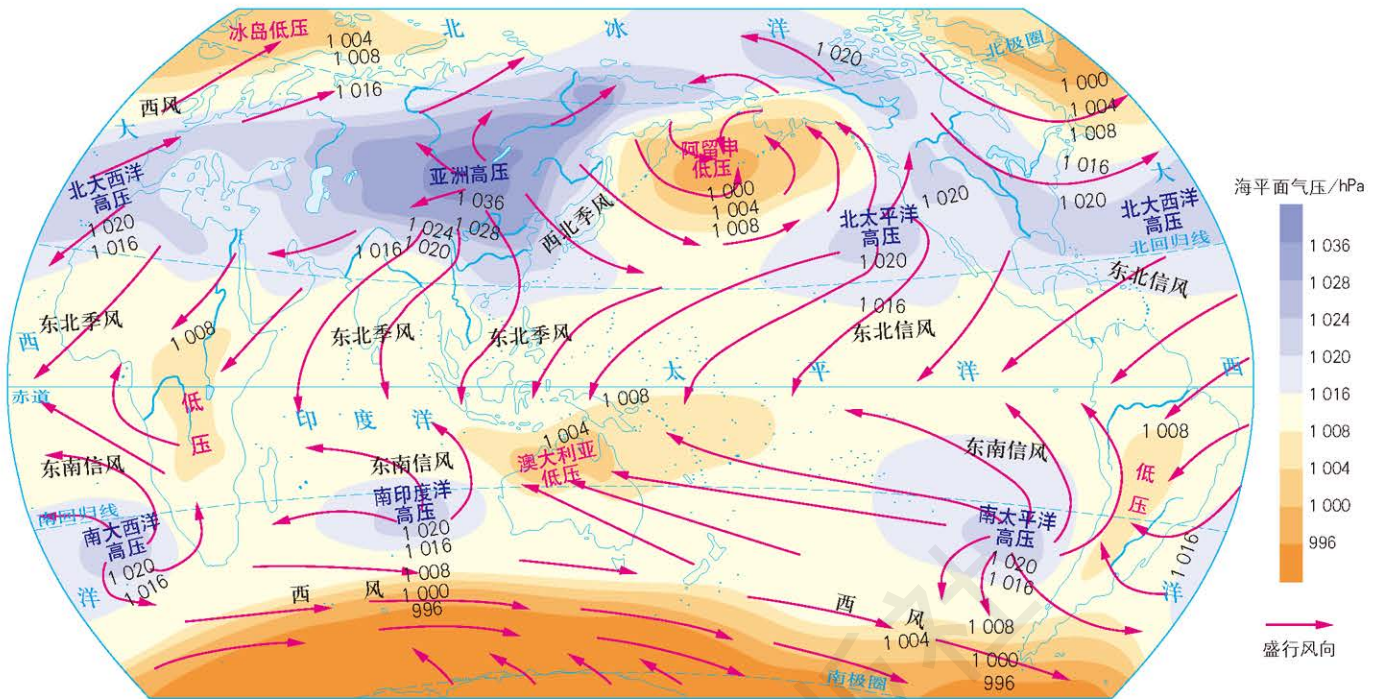 冰岛低压
北 冰 洋
1 004
1 008
1 020
北极圈
1 000
1 016
西风
1 004
大
1 008
阿留申
低压
1 016
大
北大西洋
高压
亚洲高压
1 000
1 036
1 004
1 020
1 020
北大西洋
高压
1 020
1 016
1 024
1 028
1 008
西北季风
北太平洋
高压
1 016
1 020
北回归线
1 020
1 016
东北信风
东北季风
1 008
东北季风
东北季风
东北信风
西
西
赤道
太 平 洋
低
压
印 度 洋
1 008
1 004
1 008
东南信风
东南信风
澳大利亚
低压
东南信风
低
压
南回归线
南印度洋
高压
南大西洋
高压
1 020
1 016
南太平洋
高压
1 020
1 016
1 020
1 016
1 016
洋
1 008
1 000
996
西 风
西 风
洋
1 004
1 008
1 000
996
南极圈
海平面气压/hPa
1 036
1 028
1 024
1 020
1 016
1 008
1 004
1 000
996
盛行风向